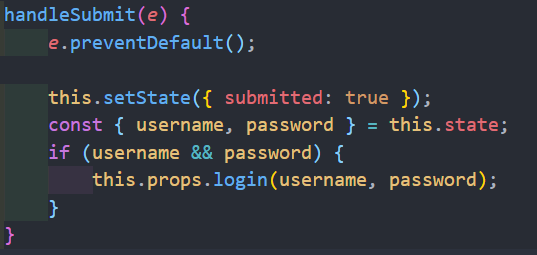 handleSubmit(e) {
    e.preventDefault();

    this.setState({ submitted: true });
    const { username, password } = this.state;
    if (username && password) {
        this.props.login(username, password);
    }
}